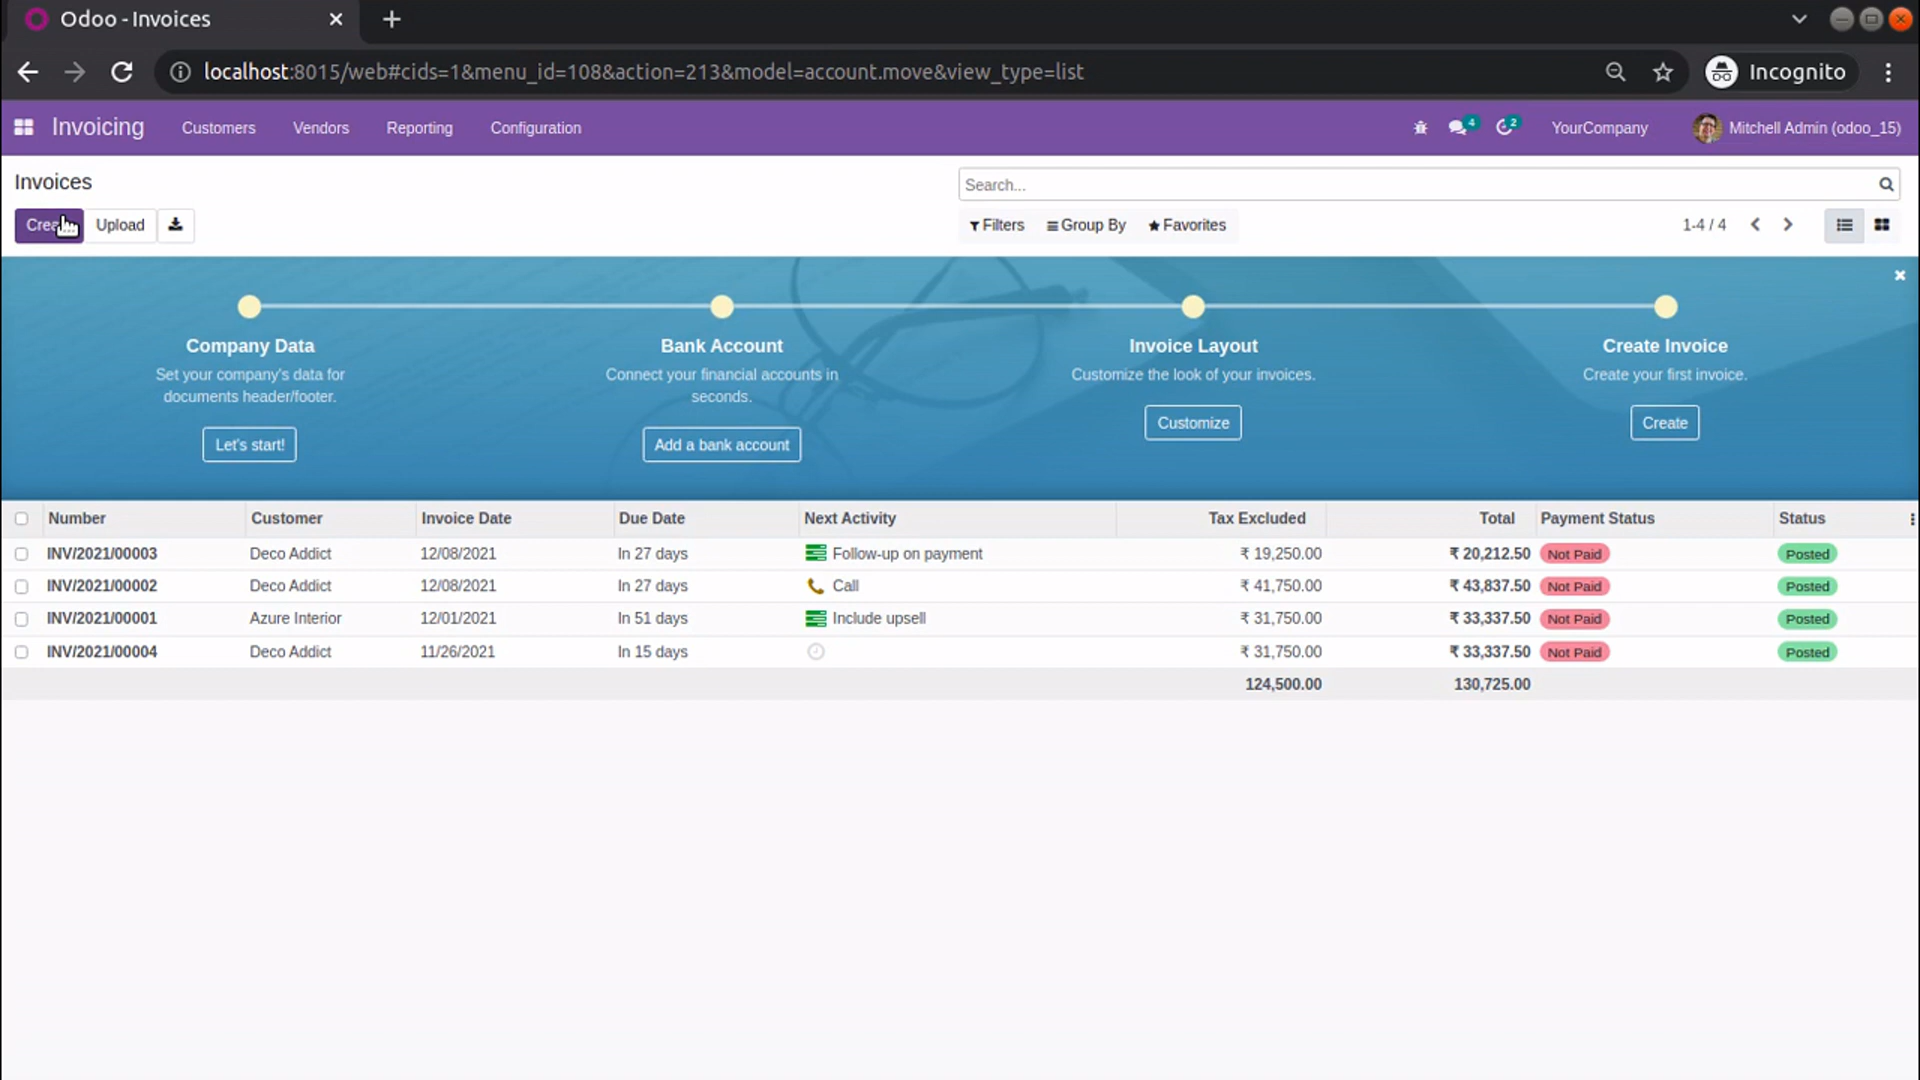 Odoo - Invoices
localhost:8015/web#cids=1&menu_id=108&action=213&model=account.move&view_type=list
Incognito
Invoicing Customers Vendors Reporting Configuration 4 2 YourCompany Mitchell Admin (odoo_15)
Invoices
Search...
Upload
Filters Group By Favorites 1-4 / 4
Company Data Bank Account Invoice Layout Create Invoice
Set your company's data for documents header/footer.
Connect your financial accounts in seconds.
Customize the look of your invoices.
Create your first invoice.
Let's start! Add a bank account Customize Create
Number Customer Invoice Date Due Date Next Activity Tax Excluded Total Payment Status Status
INV/2021/00003 Deco Addict 12/08/2021 In 27 days Follow-up on payment ₹ 19,250.00 ₹ 20,212.50 Not Paid Posted
INV/2021/00002 Deco Addict 12/08/2021 In 27 days Call ₹ 41,750.00 ₹ 43,837.50 Not Paid Posted
INV/2021/00001 Azure Interior 12/01/2021 In 51 days Include upsell ₹ 31,750.00 ₹ 33,337.50 Not Paid Posted
INV/2021/00004 Deco Addict 11/26/2021 In 15 days ₹ 31,750.00 ₹ 33,337.50 Not Paid Posted
124,500.00 130,725.00